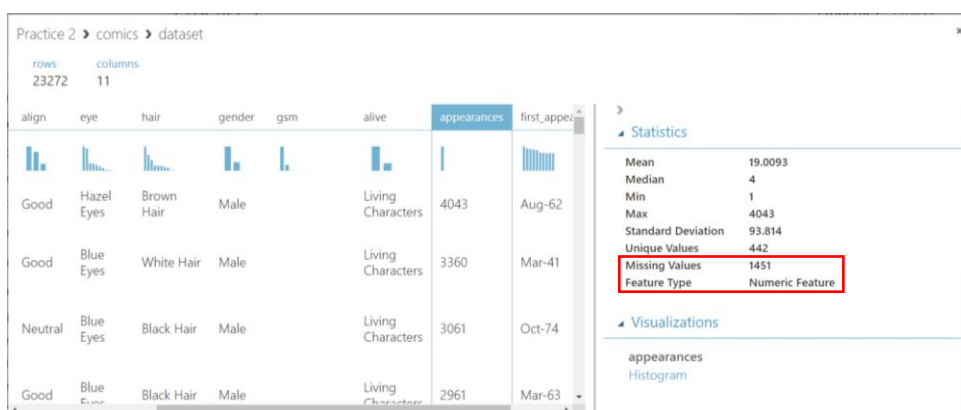 Practice 2 › comics › dataset
rows columns
23272 11
align eye hair gender gsm alive appearances first_appea
Good Hazel Eyes Brown Hair Male Living Characters 4043 Aug-62
Good Blue Eyes White Hair Male Living Characters 3360 Mar-41
Neutral Blue Eyes Black Hair Male Living Characters 3061 Oct-74
Good Blue Eyes Black Hair Male Living Characters 2961 Mar-63
Statistics
Mean 19.0093
Median 4
Min 1
Max 4043
Standard Deviation 93.814
Unique Values 442
Missing Values 1451
Feature Type Numeric Feature
Visualizations
appearances
Histogram